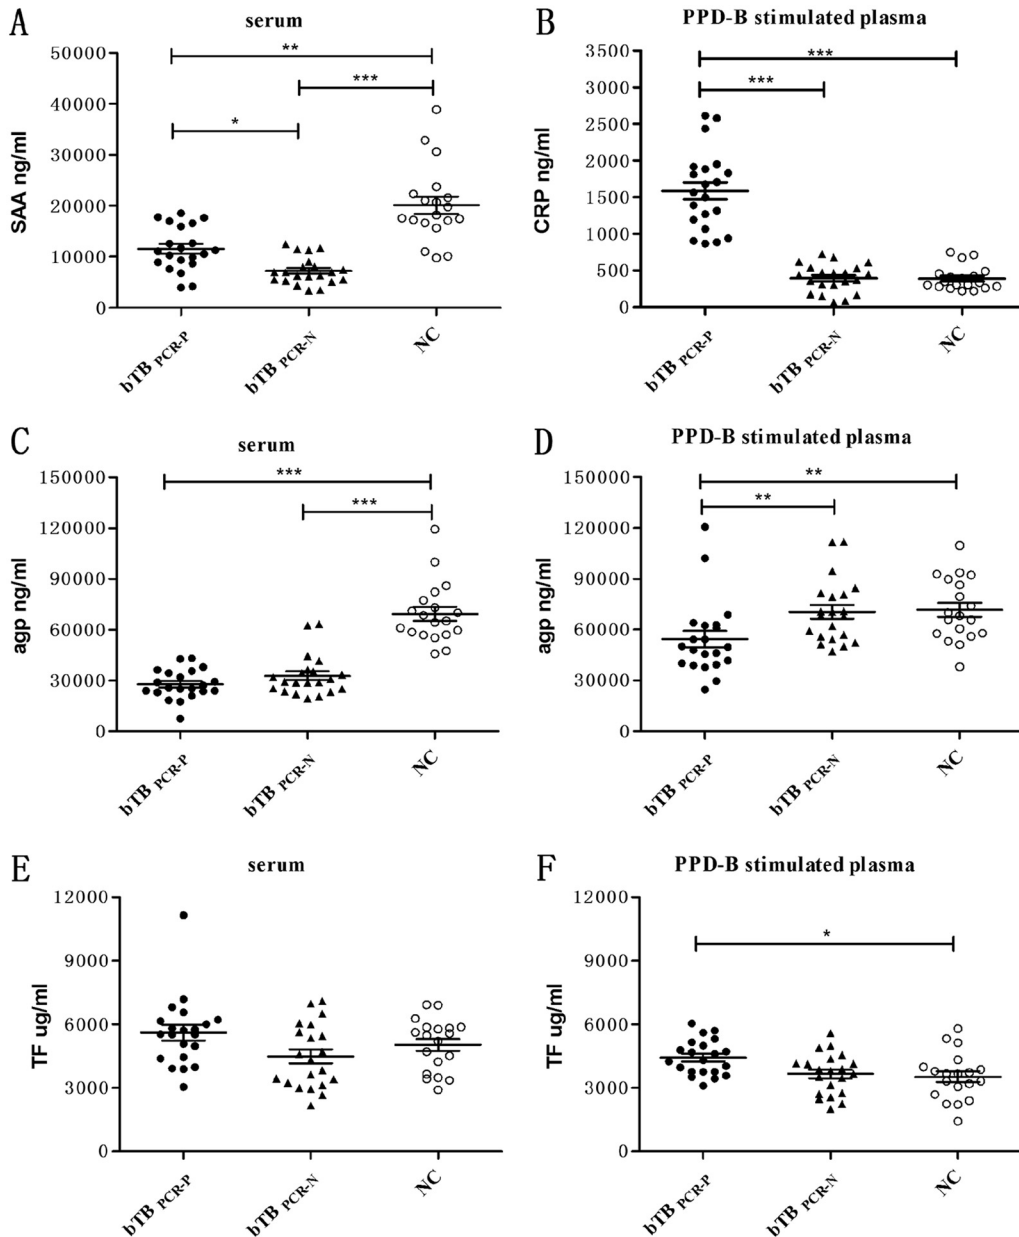 A
serum
SAA ng/ml
50000
40000
30000
20000
10000
0
**
***
*
bTB PCR-P
bTB PCR-N
NC
B
PPD-B stimulated plasma
CRP ng/ml
3500
3000
2500
2000
1500
1000
500
0
***
***
bTB PCR-P
bTB PCR-N
NC
C
serum
agp ng/ml
150000
120000
90000
60000
30000
0
***
***
bTB PCR-P
bTB PCR-N
NC
D
PPD-B stimulated plasma
agp ng/ml
150000
120000
90000
60000
30000
0
**
**
bTB PCR-P
bTB PCR-N
NC
E
serum
TF ug/ml
12000
9000
6000
3000
0
bTB PCR-P
bTB PCR-N
NC
F
PPD-B stimulated plasma
TF ug/ml
12000
9000
6000
3000
0
*
bTB PCR-P
bTB PCR-N
NC